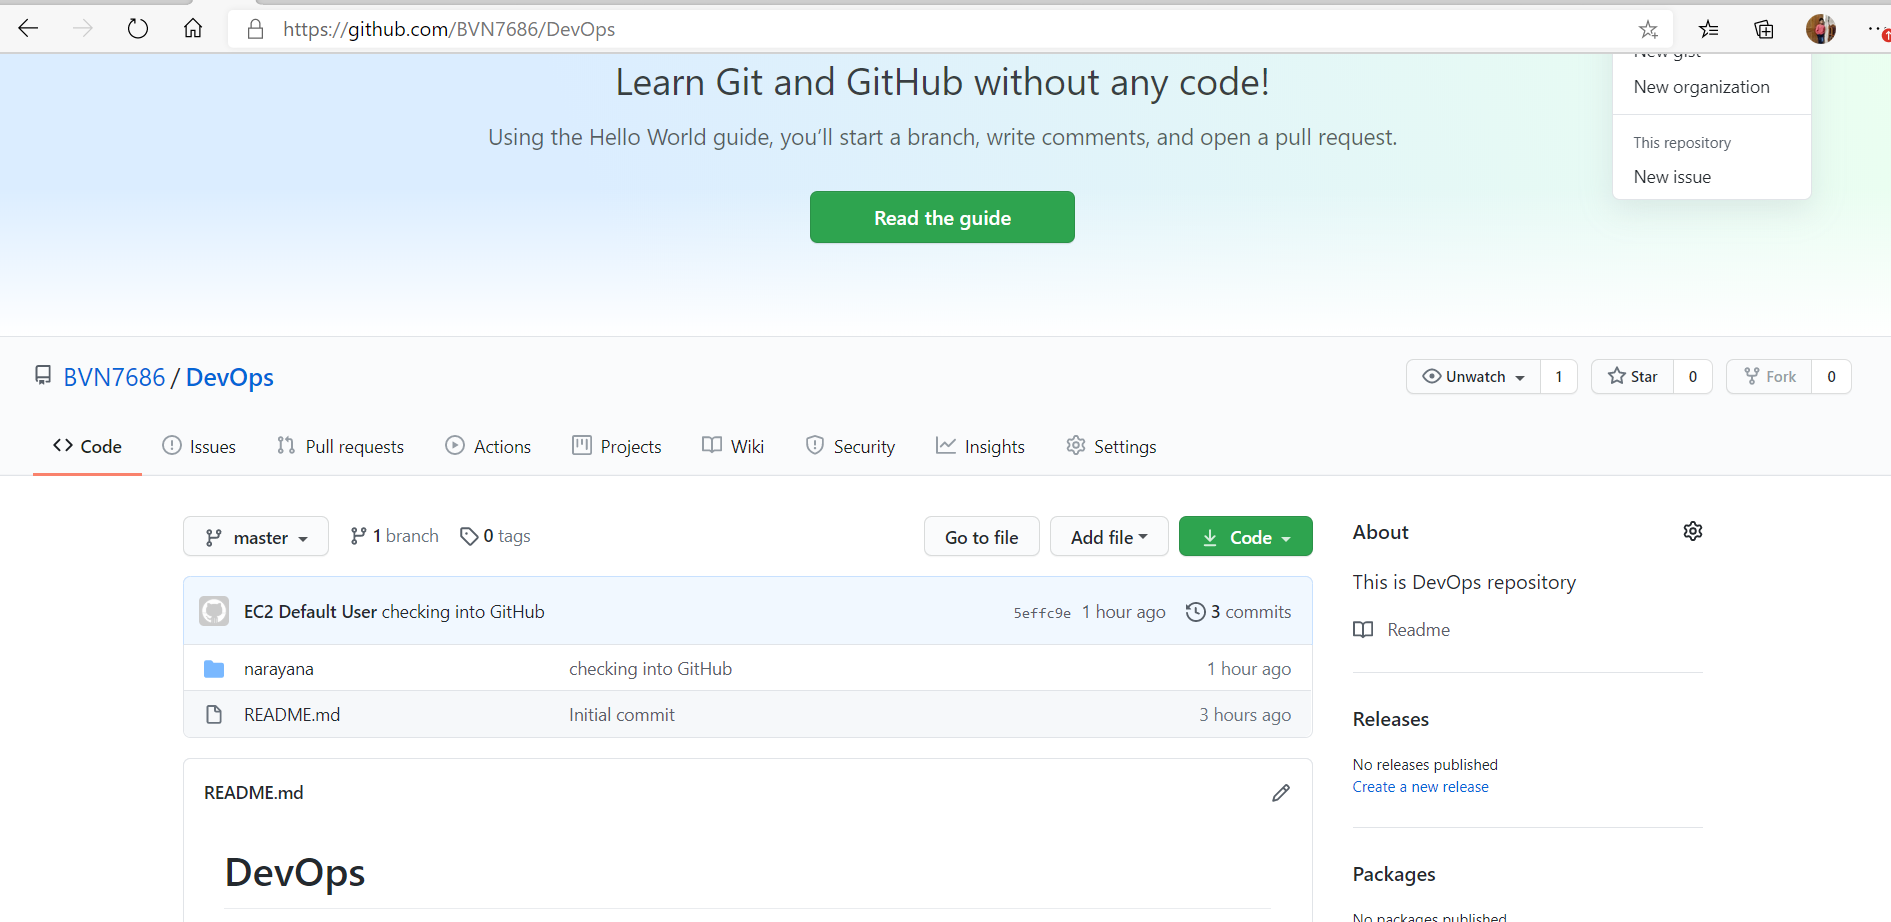 https://github.com/BVN7686/DevOps
New gist
New organization
This repository
New issue
Learn Git and GitHub without any code!
Using the Hello World guide, you’ll start a branch, write comments, and open a pull request.
Read the guide
BVN7686 / DevOps
Unwatch 1 Star 0 Fork 0
Code Issues Pull requests Actions Projects Wiki Security Insights Settings
master 1 branch 0 tags Go to file Add file Code
EC2 Default User checking into GitHub 5effc9e 1 hour ago 3 commits
narayana checking into GitHub 1 hour ago
README.md Initial commit 3 hours ago
README.md
DevOps
About
This is DevOps repository
Readme
Releases
No releases published
Create a new release
Packages
No packages published